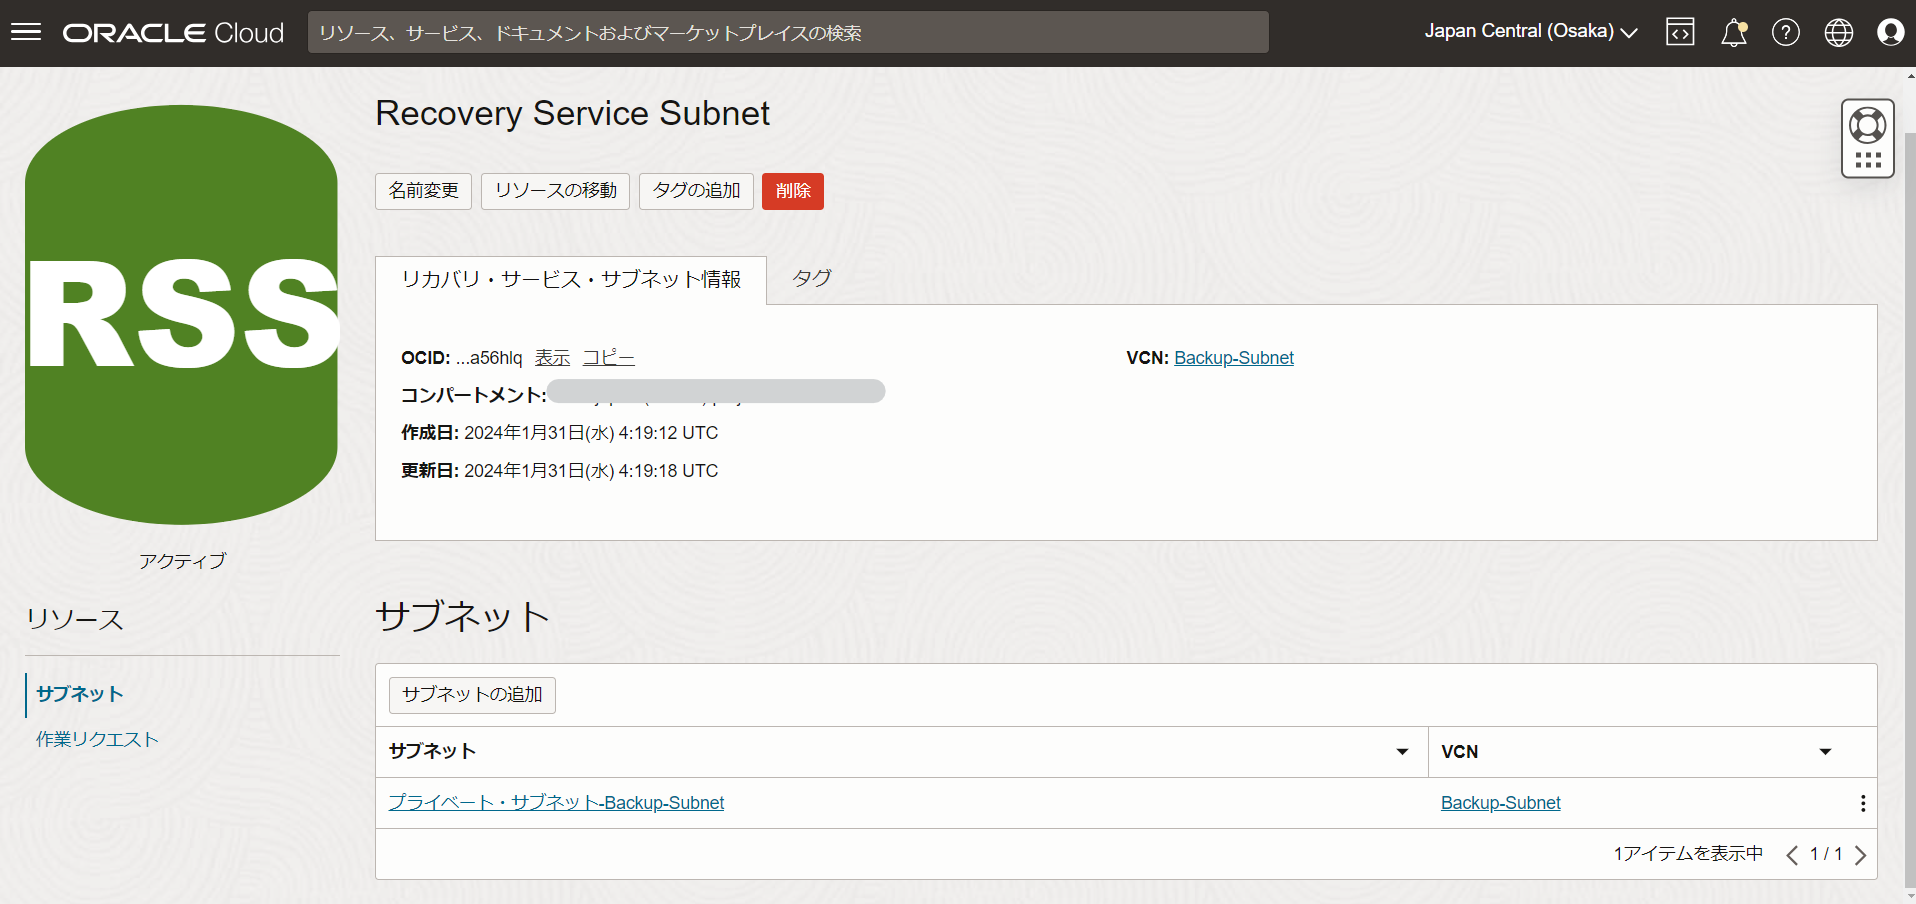 ORACLE Cloud
リソース、サービス、ドキュメントおよびマーケットプレイスの検索
Japan Central (Osaka)
RSS
アクティブ
リソース
サブネット
作業リクエスト
Recovery Service Subnet
名前変更 リソースの移動 タグの追加 削除
リカバリ・サービス・サブネット情報 タグ
OCID: ...a56hlq 表示 コピー
コンパートメント:
作成日: 2024年1月31日(水) 4:19:12 UTC
更新日: 2024年1月31日(水) 4:19:18 UTC
VCN: Backup-Subnet
サブネット
サブネットの追加
サブネット VCN
プライベート・サブネット-Backup-Subnet Backup-Subnet
1アイテムを表示中 1 / 1